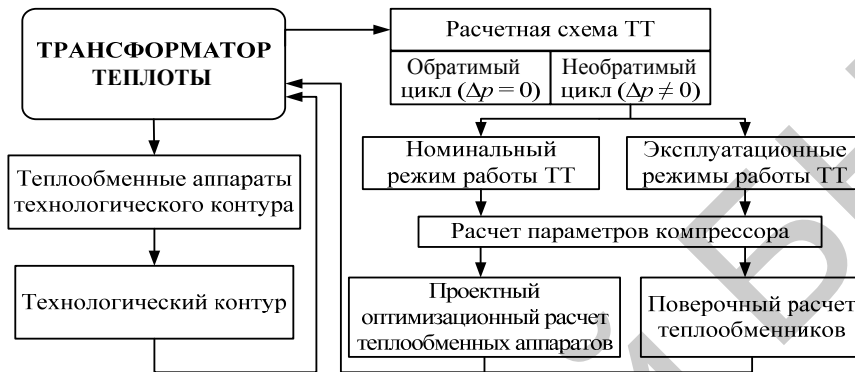 ТРАНСФОРМАТОР
ТЕПЛОТЫ
Расчетная схема ТТ
Обратимый
цикл (Δp = 0)
Необратимый
цикл (Δp ≠ 0)
Номинальный
режим работы ТТ
Эксплуатационные
режимы работы ТТ
Теплообменные аппараты
технологического контура
Расчет параметров компрессора
Технологический контур
Проектный
оптимизационный расчет
теплообменных аппаратов
Поверочный расчет
теплообменников